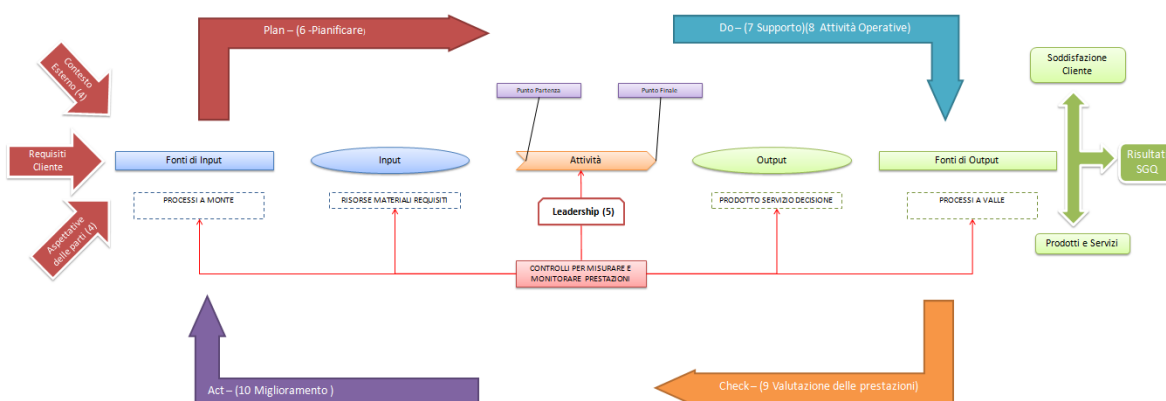 Plan – (6 -Pianificare)
Do – (7 Supporto)(8 Attività Operative)
Contesto
Esterno (4)
Soddisfazione
Cliente
Punto Partenza
Punto Finale
Requisiti
Cliente
Fonti di Input
Input
Attività
Output
Fonti di Output
Risultati
SGQ
PROCESSI A MONTE
RISORSE MATERIALI REQUISITI
Leadership (5)
PRODOTTO SERVIZIO DECISIONE
PROCESSI A VALLE
Aspettative
delle parti (4)
Prodotti e Servizi
CONTROLLI PER MISURARE E
MONITORARE PRESTAZIONI
Act – (10 Miglioramento )
Check – (9 Valutazione delle prestazioni)